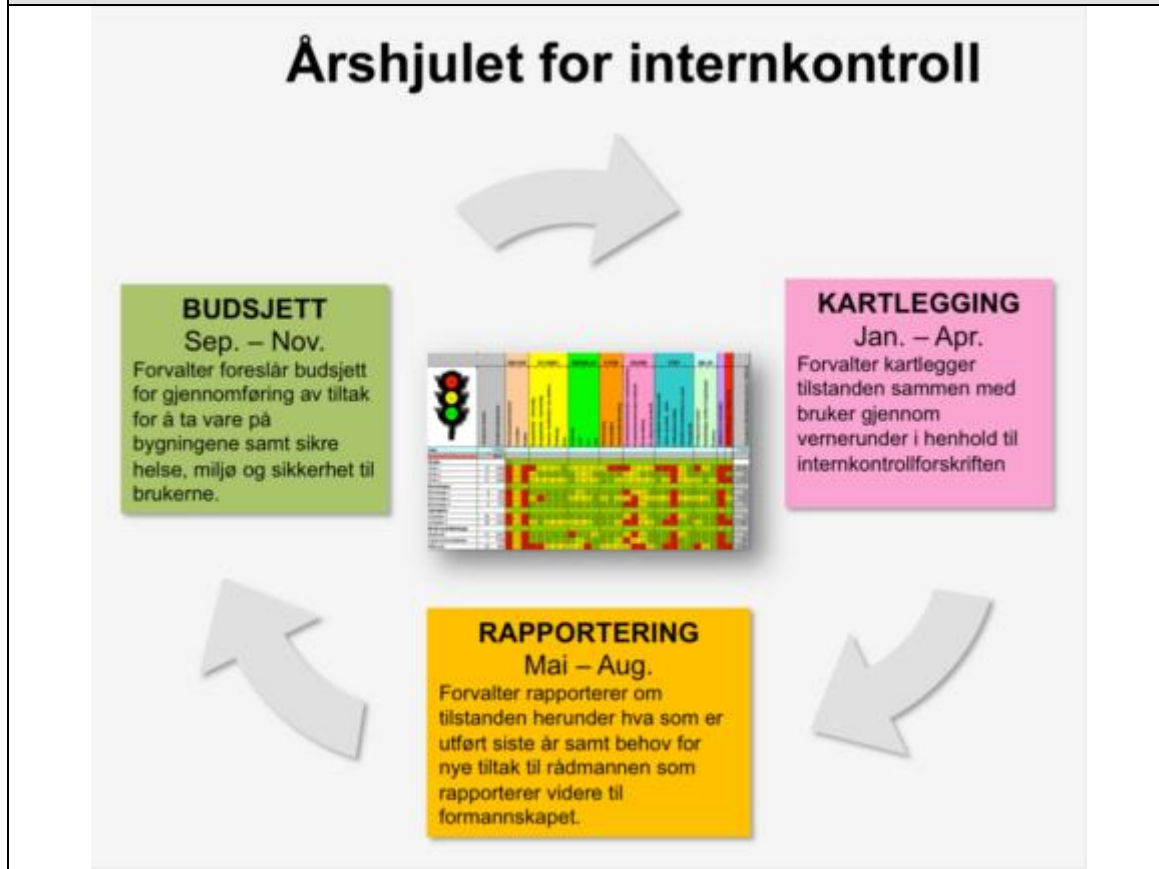 Årshjulet for internkontroll
BUDSJETT
Sep. – Nov.
Forvalter foreslår budsjett
for gjennomføring av tiltak
for å ta vare på
bygningene samt sikre
helse, miljø og sikkerhet til
brukerne.
KARTLEGGING
Jan. – Apr.
Forvalter kartlegger
tilstanden sammen med
bruker gjennom
vernerunder i henhold til
internkontrollforskriften
RAPPORTERING
Mai – Aug.
Forvalter rapporterer om
tilstanden herunder hva som er
utført siste år samt behov for
nye tiltak til rådmannen som
rapporterer videre til
formannskapet.